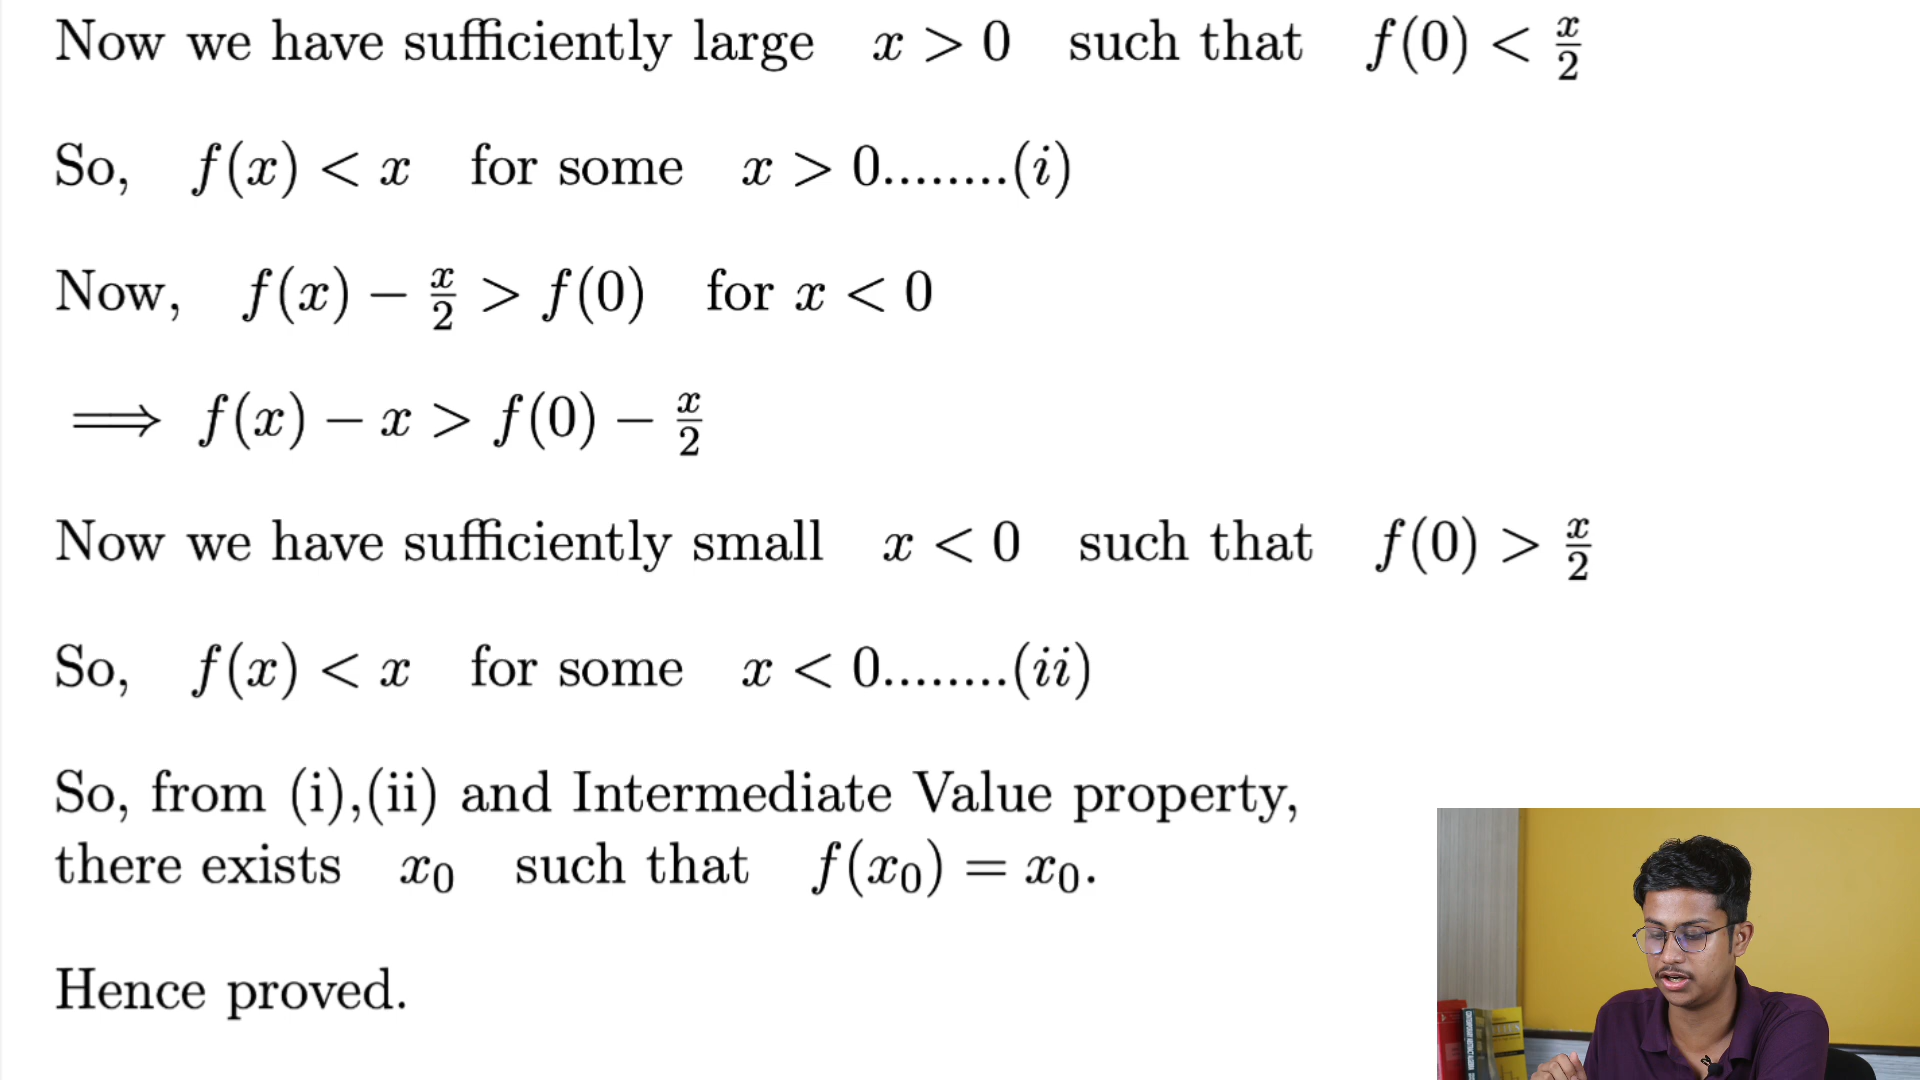 Now we have sufficiently large x > 0 such that f(0) < x/2
So, f(x) < x for some x > 0........(i)
Now, f(x) − x/2 > f(0) for x < 0
⟹ f(x) − x > f(0) − x/2
Now we have sufficiently small x < 0 such that f(0) > x/2
So, f(x) < x for some x < 0........(ii)
So, from (i),(ii) and Intermediate Value property,
there exists x₀ such that f(x₀) = x₀.
Hence proved.